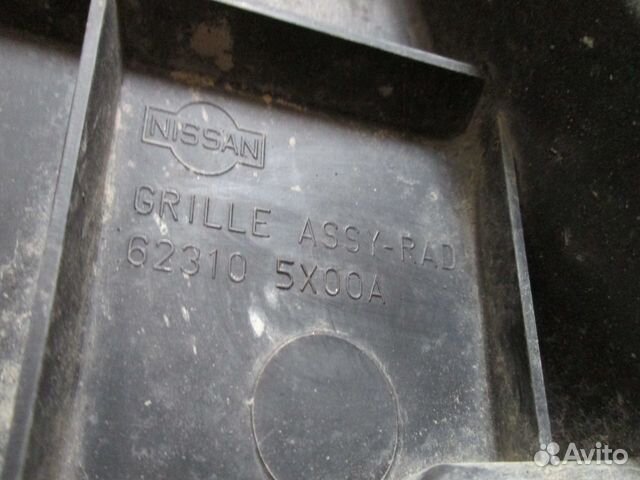 NISSAN
GRILLE ASSY-RAD
62310 5X00A
Avito